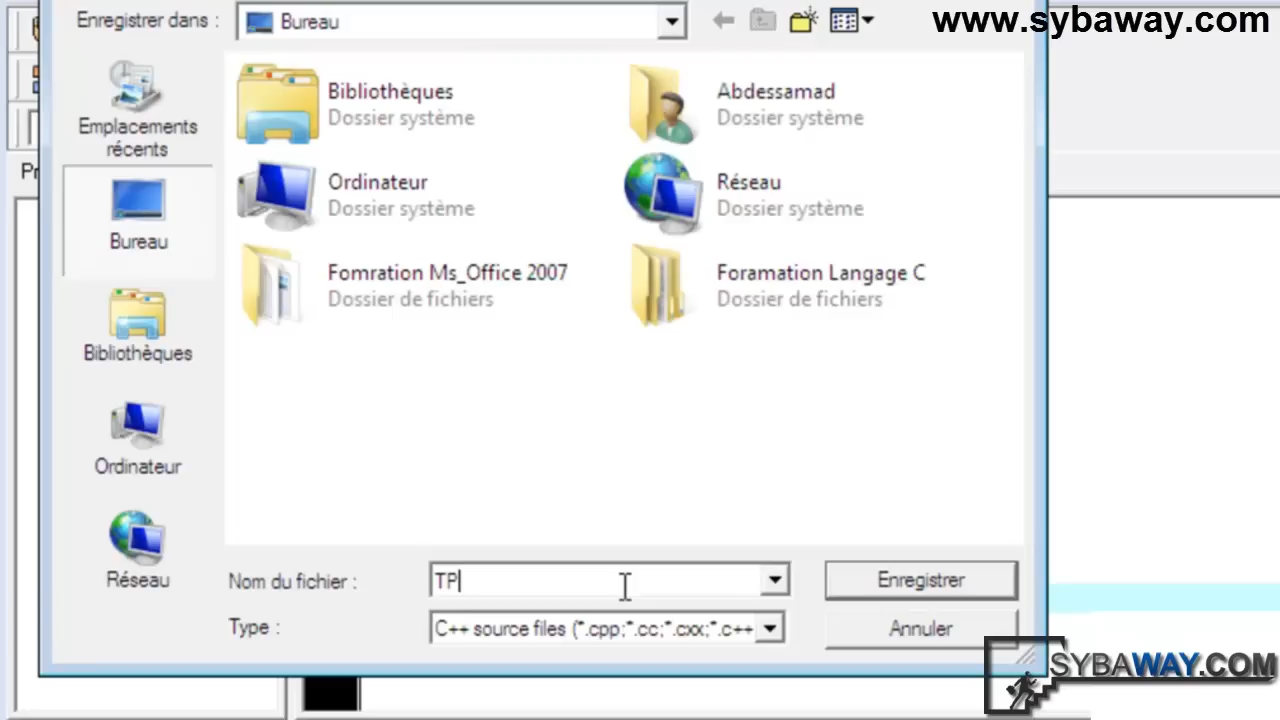 Enregistrer dans :
Bureau
www.sybaway.com
Emplacements
récents
Bureau
Bibliothèques
Ordinateur
Réseau
Bibliothèques
Dossier système
Abdessamad
Dossier système
Ordinateur
Dossier système
Réseau
Dossier système
Fomration Ms_Office 2007
Dossier de fichiers
Foramation Langage C
Dossier de fichiers
Pr
Nom du fichier :
TP
Enregistrer
Type :
C++ source files (*.cpp;*.cc;*.cxx;*.c++
Annuler
SYBAWAY.COM